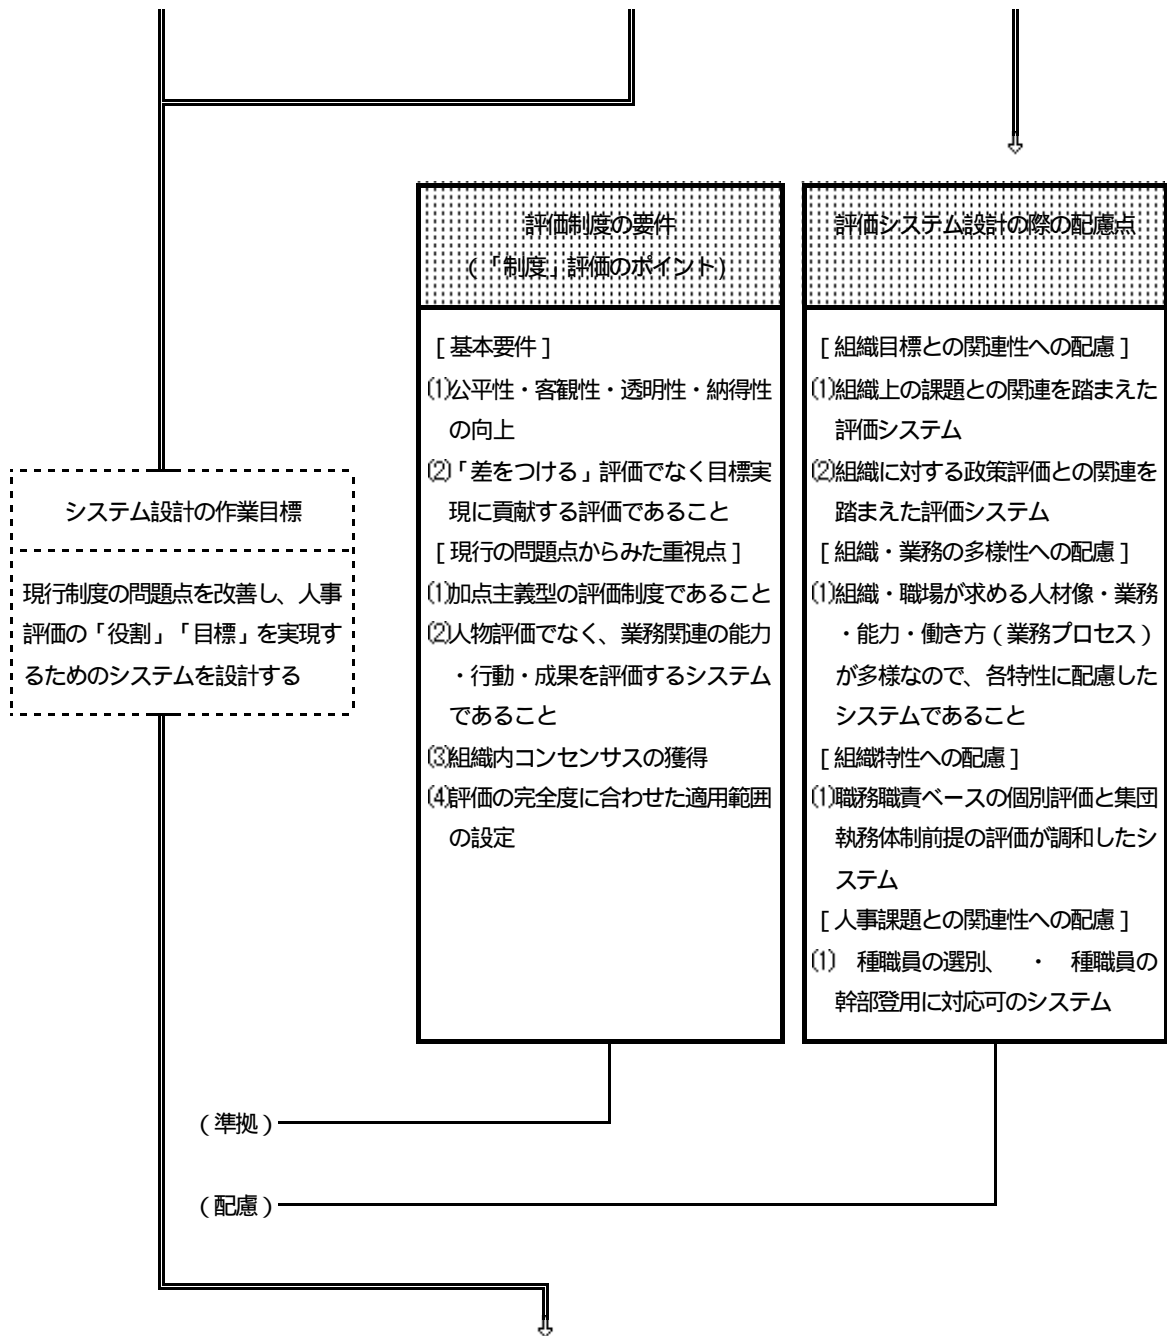 評価制度の要件
(「制度」評価のポイント)
[基本要件]
⑴公平性・客観性・透明性・納得性
の向上
⑵「差をつける」評価でなく目標実
現に貢献する評価であること
[現行の問題点からみた重視点]
⑴加点主義型の評価制度であること
⑵人物評価でなく、業務関連の能力
・行動・成果を評価するシステム
であること
⑶組織内コンセンサスの獲得
⑷評価の完全度に合わせた適用範囲
の設定
評価システム設計の際の配慮点
[組織目標との関連性への配慮]
⑴組織上の課題との関連を踏まえた
評価システム
⑵組織に対する政策評価との関連を
踏まえた評価システム
[組織・業務の多様性への配慮]
⑴組織・職場が求める人材像・業務
・能力・働き方(業務プロセス)
が多様なので、各特性に配慮した
システムであること
[組織特性への配慮]
⑴職務職責ベースの個別評価と集団
執務体制前提の評価が調和したシ
ステム
[人事課題との関連性への配慮]
⑴ 種職員の選別、 ・ 種職員の
幹部登用に対応可のシステム
システム設計の作業目標
現行制度の問題点を改善し、人事
評価の「役割」「目標」を実現す
るためのシステムを設計する
(準拠)
(配慮)